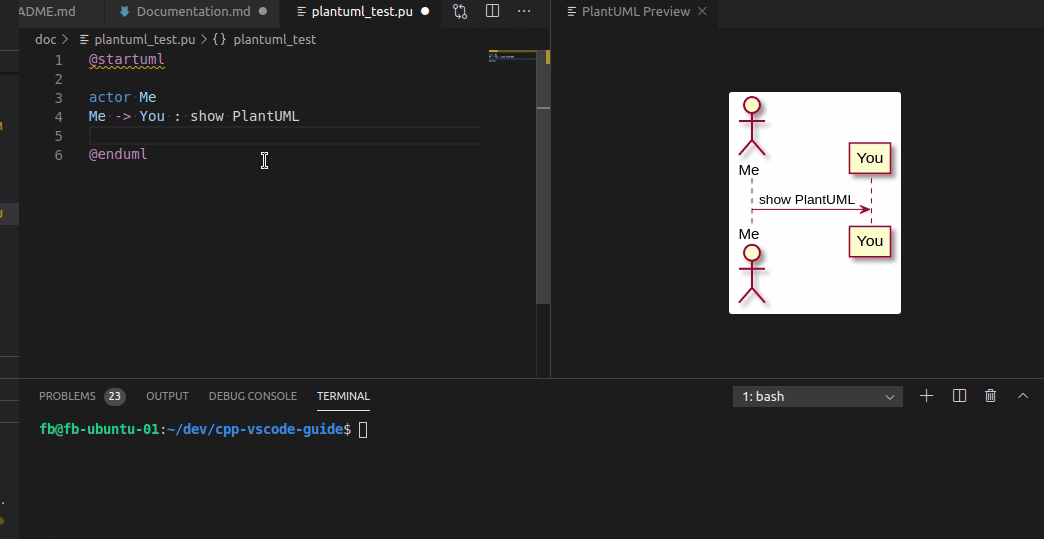 ADME.md Documentation.md plantuml_test.pu PlantUML Preview
doc > plantuml_test.pu > {} plantuml_test
1 @startuml
2
3 actor Me
4 Me -> You : show PlantUML
5
6 @enduml
Me
You
show PlantUML
Me
You
PROBLEMS 23 OUTPUT DEBUG CONSOLE TERMINAL 1: bash
fb@fb-ubuntu-01:~/dev/cpp-vscode-guide$